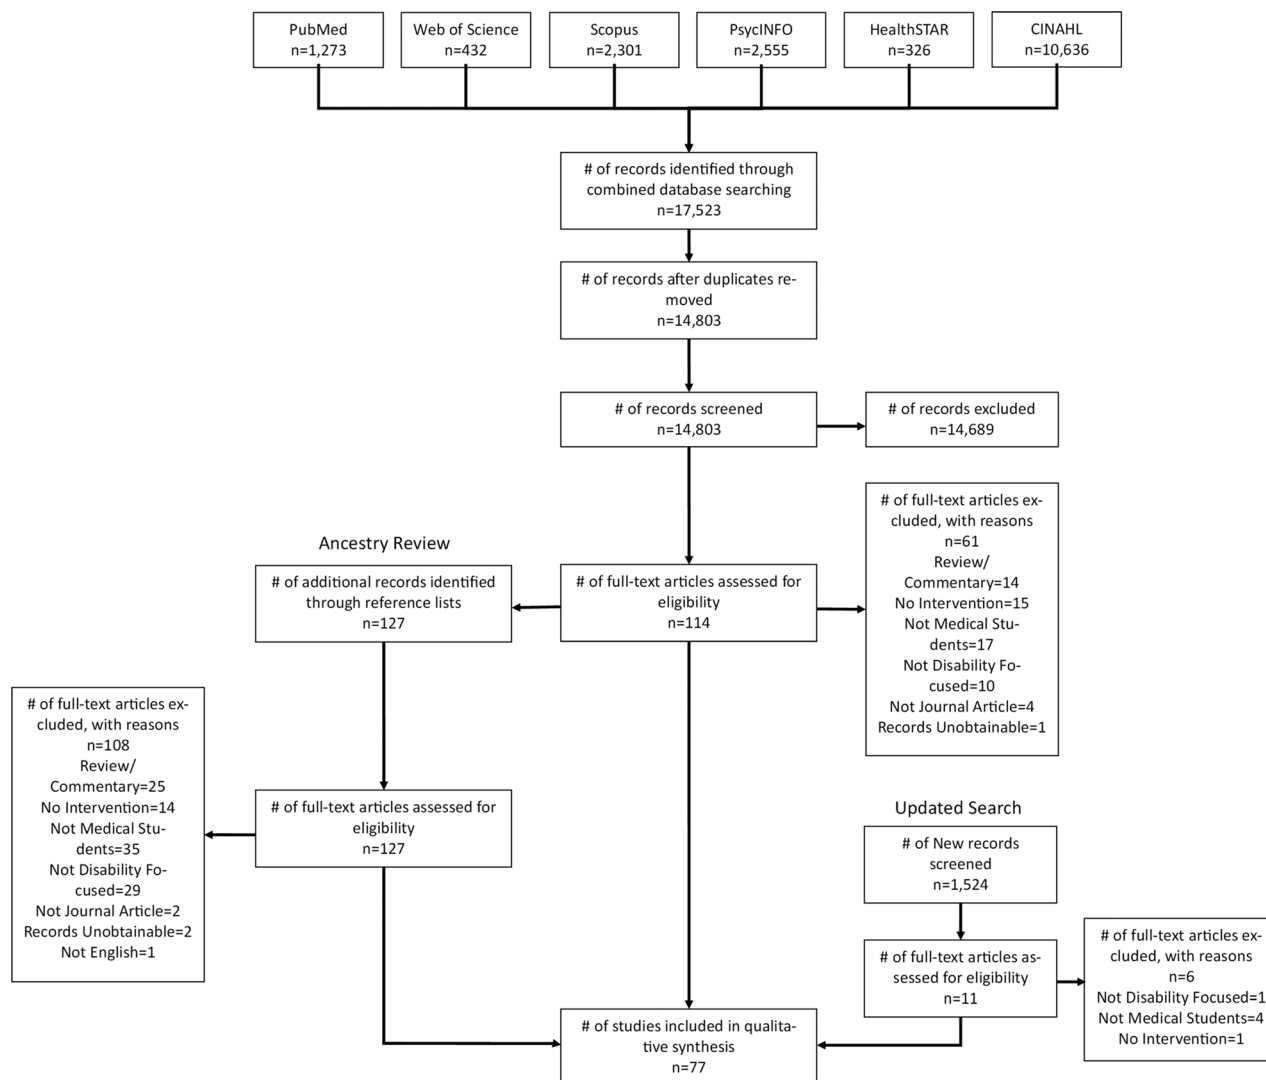 PubMed
n=1,273
Web of Science
n=432
Scopus
n=2,301
PsycINFO
n=2,555
HealthSTAR
n=326
CINAHL
n=10,636
# of records identified through
combined database searching
n=17,523
# of records after duplicates re-
moved
n=14,803
# of records screened
n=14,803
# of records excluded
n=14,689
# of full-text articles ex-
cluded, with reasons
n=61
Review/
Commentary=14
No Intervention=15
Not Medical Stu-
dents=17
Not Disability Fo-
cused=10
Not Journal Article=4
Records Unobtainable=1
Ancestry Review
# of additional records identified
through reference lists
n=127
# of full-text articles assessed for
eligibility
n=114
# of full-text articles ex-
cluded, with reasons
n=108
Review/
Commentary=25
No Intervention=14
Not Medical Stu-
dents=35
Not Disability Fo-
cused=29
Not Journal Article=2
Records Unobtainable=2
Not English=1
# of full-text articles assessed for
eligibility
n=127
Updated Search
# of New records
screened
n=1,524
# of full-text articles as-
sessed for eligibility
n=11
# of full-text articles ex-
cluded, with reasons
n=6
Not Disability Focused=1
Not Medical Students=4
No Intervention=1
# of studies included in qualita-
tive synthesis
n=77